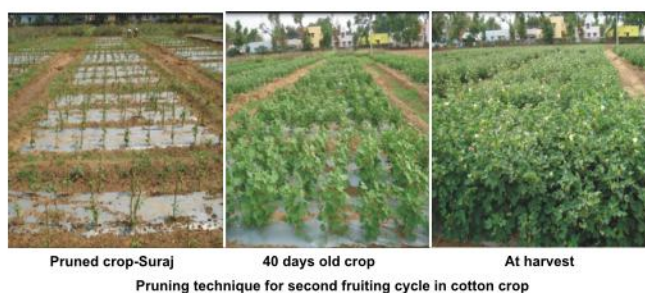 Pruned crop-Suraj
40 days old crop
At harvest
Pruning technique for second fruiting cycle in cotton crop